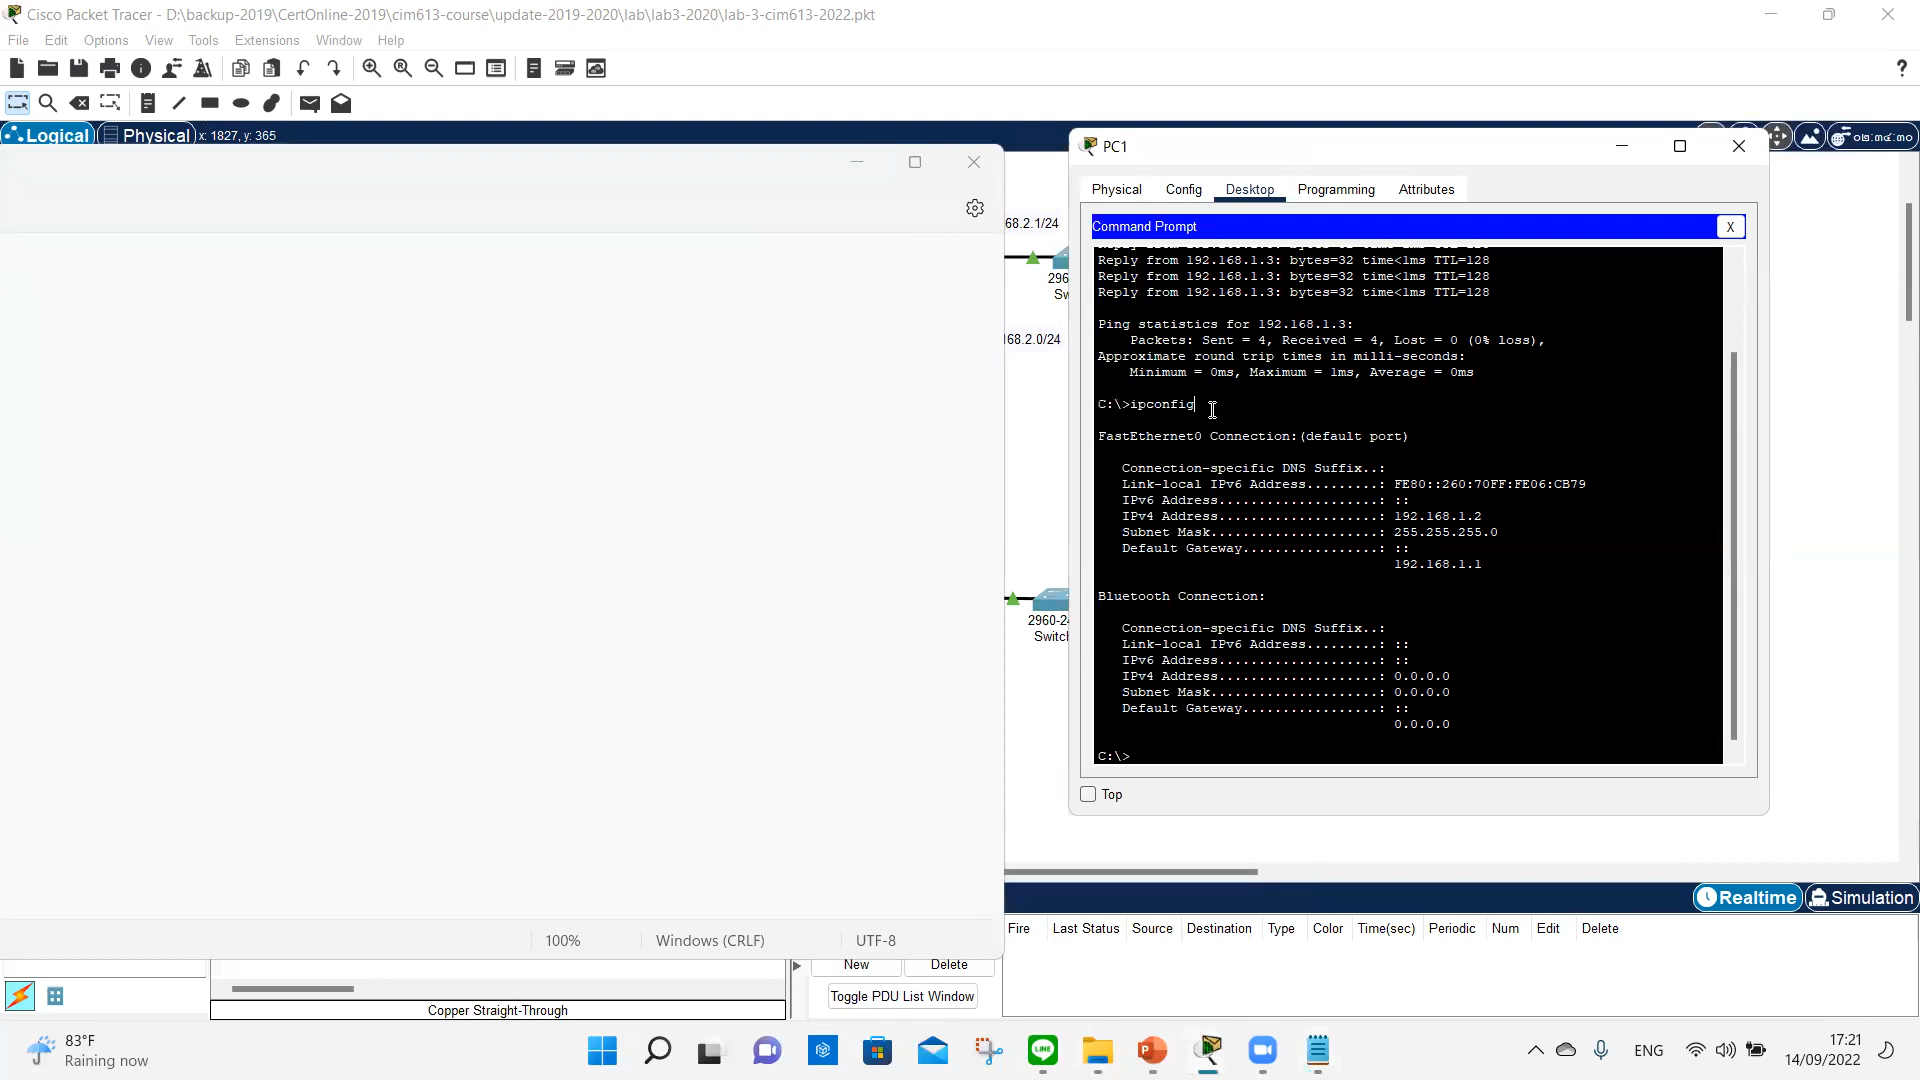 Cisco Packet Tracer - D:\backup-2019\CertOnline-2019\cim613-course\update-2019-2020\lab\lab3-2020\lab-3-cim613-2022.pkt
File Edit Options View Tools Extensions Window Help
Logical Physical x: 1827, y: 365
๐๒:๓๔:๓๐
PC1
Physical Config Desktop Programming Attributes
Command Prompt X
Reply from 192.168.1.3: bytes=32 time<1ms TTL=128
Reply from 192.168.1.3: bytes=32 time<1ms TTL=128
Reply from 192.168.1.3: bytes=32 time<1ms TTL=128
Ping statistics for 192.168.1.3:
Packets: Sent = 4, Received = 4, Lost = 0 (0% loss),
Approximate round trip times in milli-seconds:
Minimum = 0ms, Maximum = 1ms, Average = 0ms
C:\>ipconfig
FastEthernet0 Connection:(default port)
Connection-specific DNS Suffix..:
Link-local IPv6 Address.........: FE80::260:70FF:FE06:CB79
IPv6 Address....................: ::
IPv4 Address....................: 192.168.1.2
Subnet Mask.....................: 255.255.255.0
Default Gateway.................: ::
192.168.1.1
Bluetooth Connection:
Connection-specific DNS Suffix..:
Link-local IPv6 Address.........: ::
IPv6 Address....................: ::
IPv4 Address....................: 0.0.0.0
Subnet Mask.....................: 0.0.0.0
Default Gateway.................: ::
0.0.0.0
C:\>
Top
68.2.1/24
296
Sw
168.2.0/24
2960-24
Switch
100% Windows (CRLF) UTF-8
Realtime Simulation
Fire Last Status Source Destination Type Color Time(sec) Periodic Num Edit Delete
New Delete
Toggle PDU List Window
Copper Straight-Through
83°F
Raining now
LINE
ENG
17:21
14/09/2022